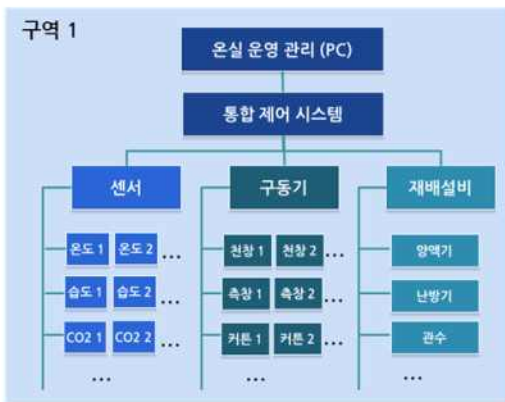 구역 1
온실 운영 관리 (PC)
통합 제어 시스템
센서 구동기 재배설비
온도 1 온도 2 ... 천창 1 천창 2 ... 양액기
습도 1 습도 2 ... 측창 1 측창 2 ... 난방기
CO2 1 CO2 2 ... 커튼 1 커튼 2 ... 관수
... ... ...